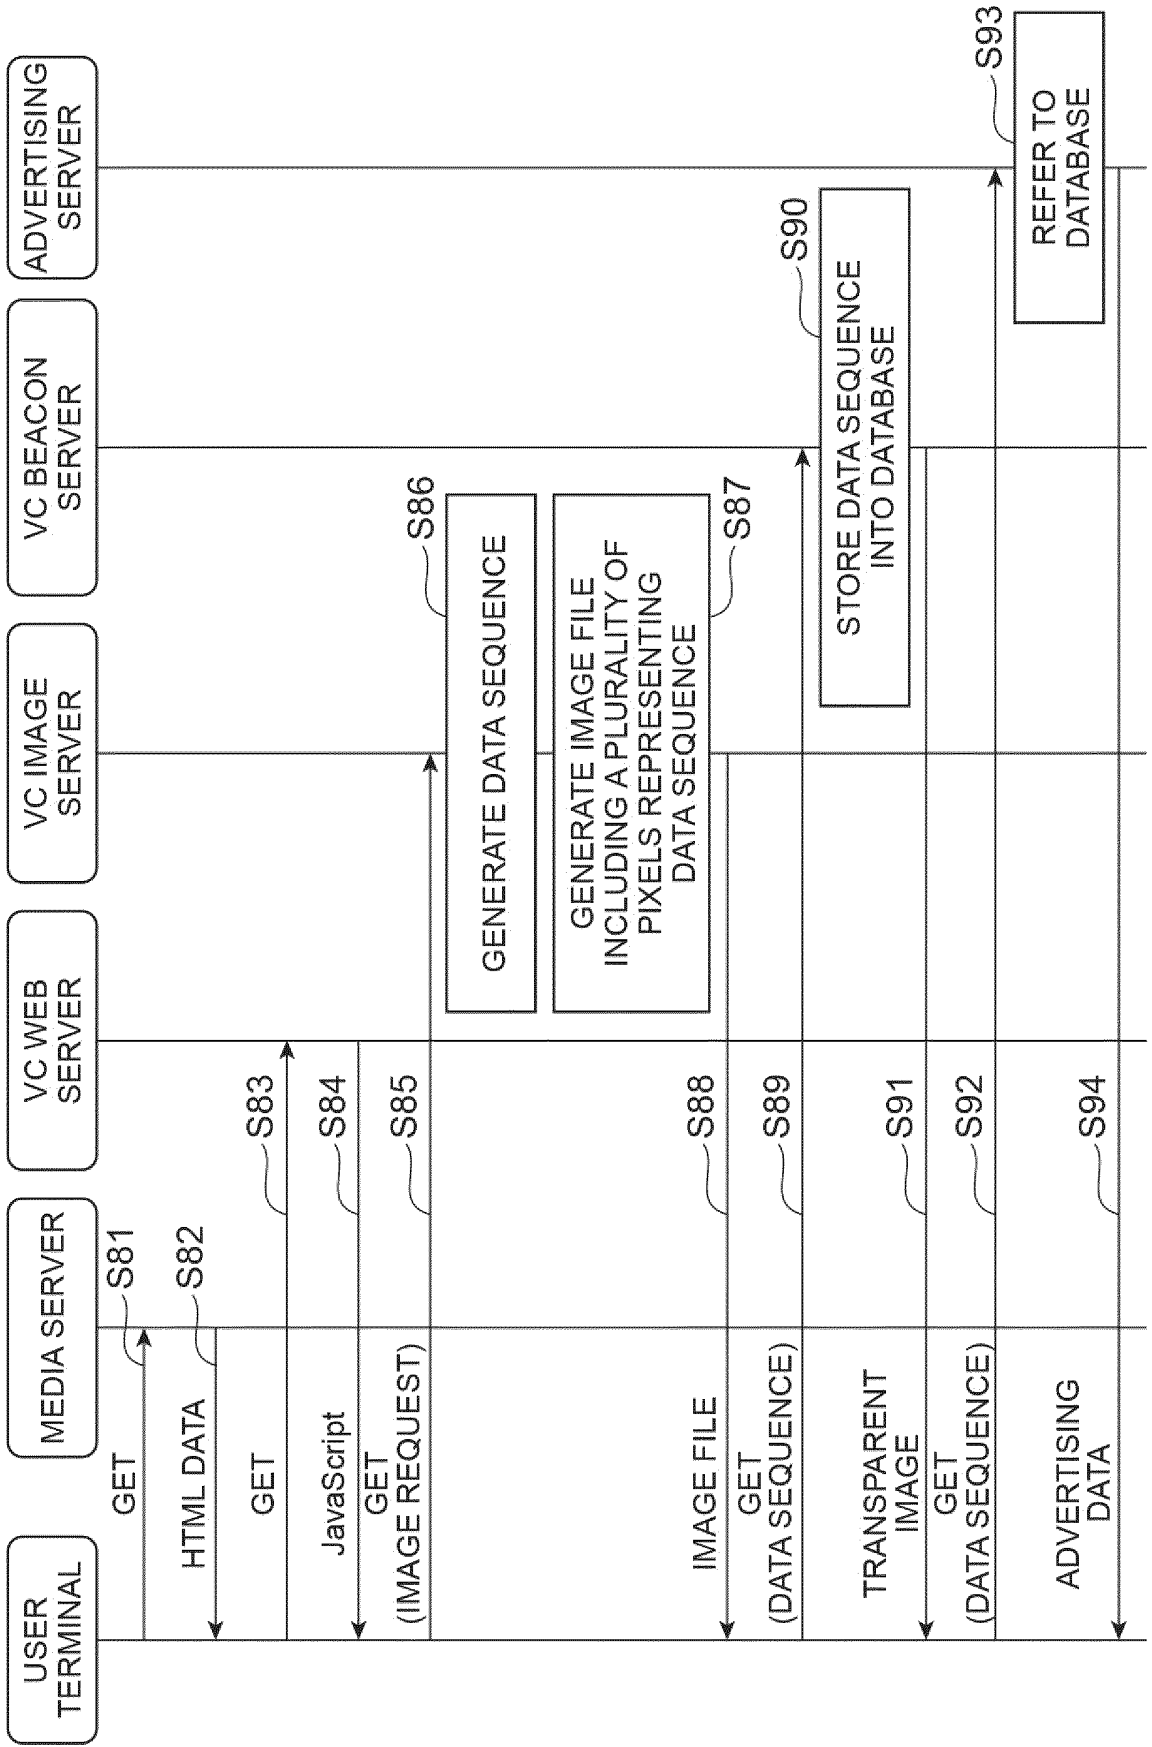 USER
TERMINAL
MEDIA SERVER
VC WEB
SERVER
VC IMAGE
SERVER
VC BEACON
SERVER
ADVERTISING
SERVER
GET
S81
HTML DATA
S82
GET
S83
JavaScript
S84
GET
(IMAGE REQUEST)
S85
S86
GENERATE DATA SEQUENCE
GENERATE IMAGE FILE
INCLUDING A PLURALITY OF
PIXELS REPRESENTING
DATA SEQUENCE
S87
IMAGE FILE
S88
GET
(DATA SEQUENCE)
S89
S90
STORE DATA SEQUENCE
INTO DATABASE
TRANSPARENT
IMAGE
S91
GET
(DATA SEQUENCE)
S92
S93
REFER TO
DATABASE
ADVERTISING
DATA
S94